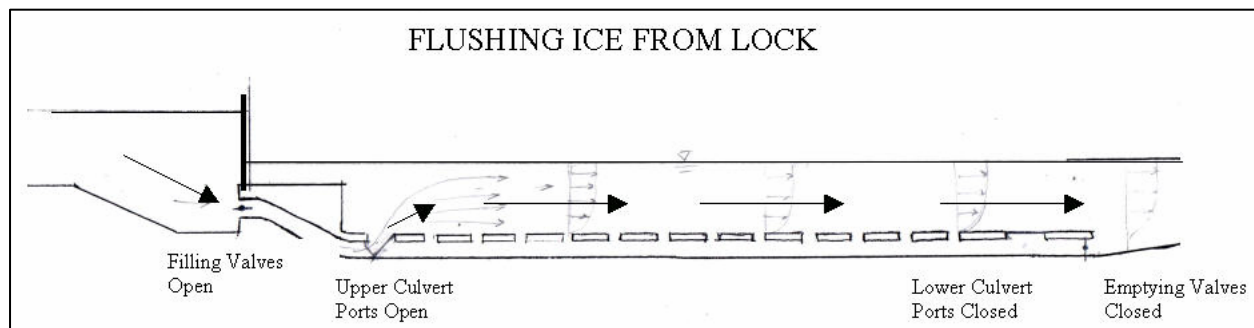 FLUSHING ICE FROM LOCK
Filling Valves
Open
Upper Culvert
Ports Open
Lower Culvert
Ports Closed
Emptying Valves
Closed